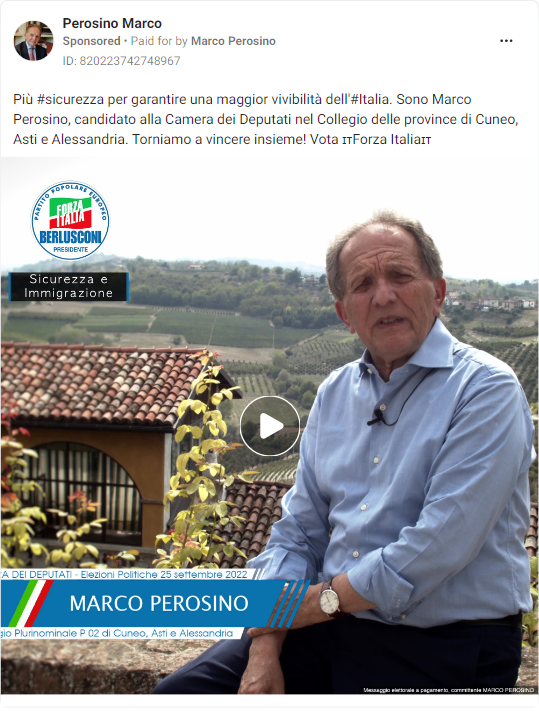 Perosino Marco
Sponsored • Paid for by Marco Perosino
ID: 820223742748967
Più #sicurezza per garantire una maggior vivibilità dell'#Italia. Sono Marco
Perosino, candidato alla Camera dei Deputati nel Collegio delle province di Cuneo,
Asti e Alessandria. Torniamo a vincere insieme! Vota ɪᴛForza Italiaɪᴛ
PARTITO POPOLARE EUROPEO
FORZA
ITALIA
BERLUSCONI
PRESIDENTE
Sicurezza e
Immigrazione
RA DEI DEPUTATI - Elezioni Politiche 25 settembre 2022
MARCO PEROSINO
gio Plurinominale P 02 di Cuneo, Asti e Alessandria
Messaggio elettorale a pagamento, committente MARCO PEROSINO